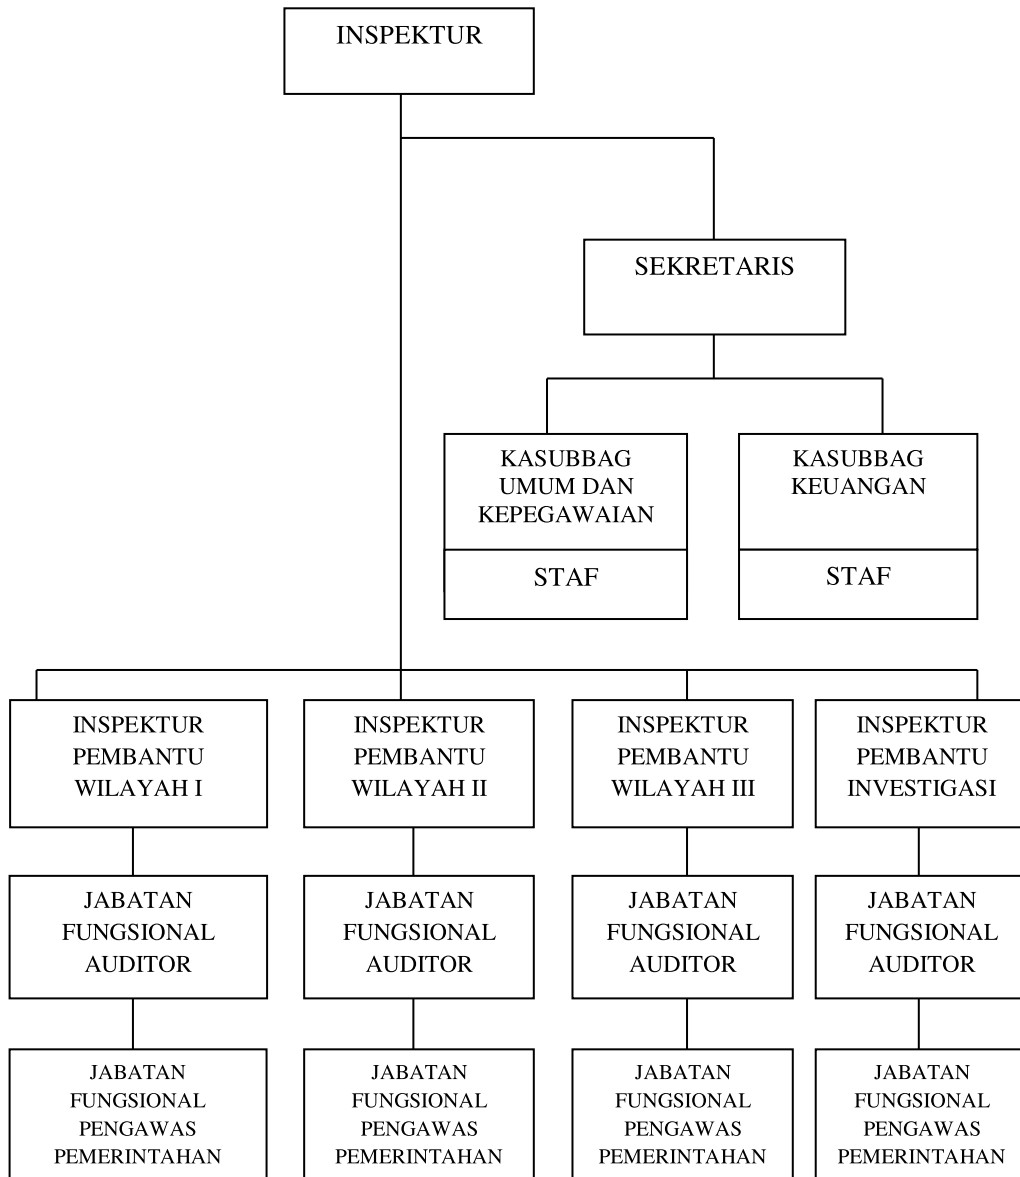 INSPEKTUR
SEKRETARIS
KASUBBAG
UMUM DAN
KEPEGAWAIAN
STAF
KASUBBAG
KEUANGAN
STAF
INSPEKTUR
PEMBANTU
WILAYAH I
INSPEKTUR
PEMBANTU
WILAYAH II
INSPEKTUR
PEMBANTU
WILAYAH III
INSPEKTUR
PEMBANTU
INVESTIGASI
JABATAN
FUNGSIONAL
AUDITOR
JABATAN
FUNGSIONAL
AUDITOR
JABATAN
FUNGSIONAL
AUDITOR
JABATAN
FUNGSIONAL
AUDITOR
JABATAN
FUNGSIONAL
PENGAWAS
PEMERINTAHAN
JABATAN
FUNGSIONAL
PENGAWAS
PEMERINTAHAN
JABATAN
FUNGSIONAL
PENGAWAS
PEMERINTAHAN
JABATAN
FUNGSIONAL
PENGAWAS
PEMERINTAHAN